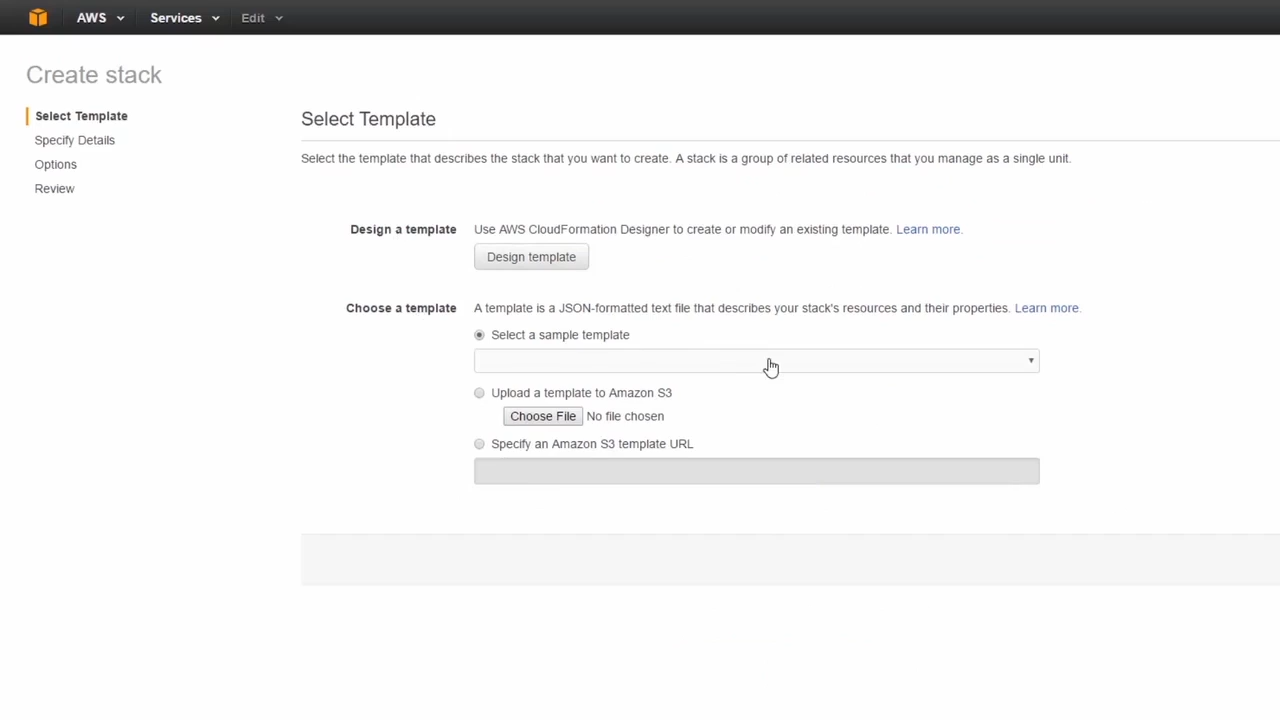 AWS Services Edit
Create stack
Select Template
Specify Details
Options
Review
Select Template
Select the template that describes the stack that you want to create. A stack is a group of related resources that you manage as a single unit.
Design a template Use AWS CloudFormation Designer to create or modify an existing template. Learn more.
Design template
Choose a template A template is a JSON-formatted text file that describes your stack's resources and their properties. Learn more.
Select a sample template
Upload a template to Amazon S3
Choose File No file chosen
Specify an Amazon S3 template URL